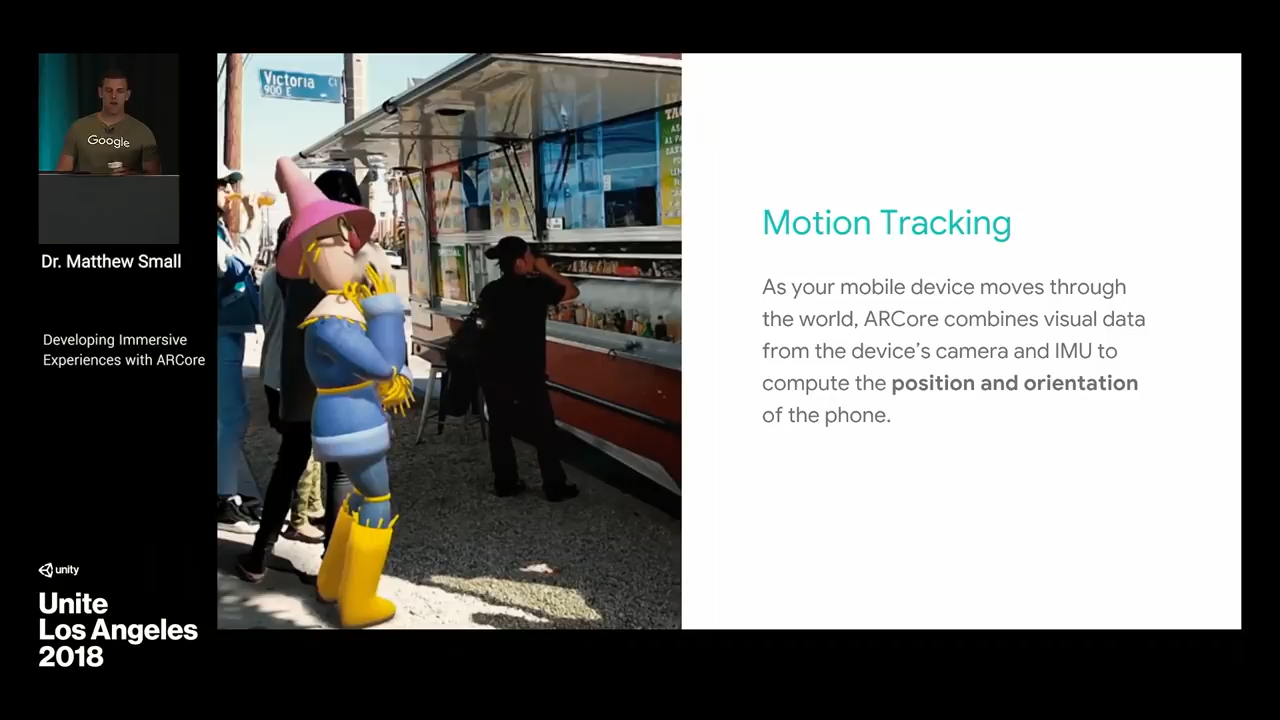 Google
Dr. Matthew Small
Developing Immersive
Experiences with ARCore
unity
Unite
Los Angeles
2018
Victoria Ct
900 E
SPECIAL
Motion Tracking
As your mobile device moves through
the world, ARCore combines visual data
from the device’s camera and IMU to
compute the position and orientation
of the phone.